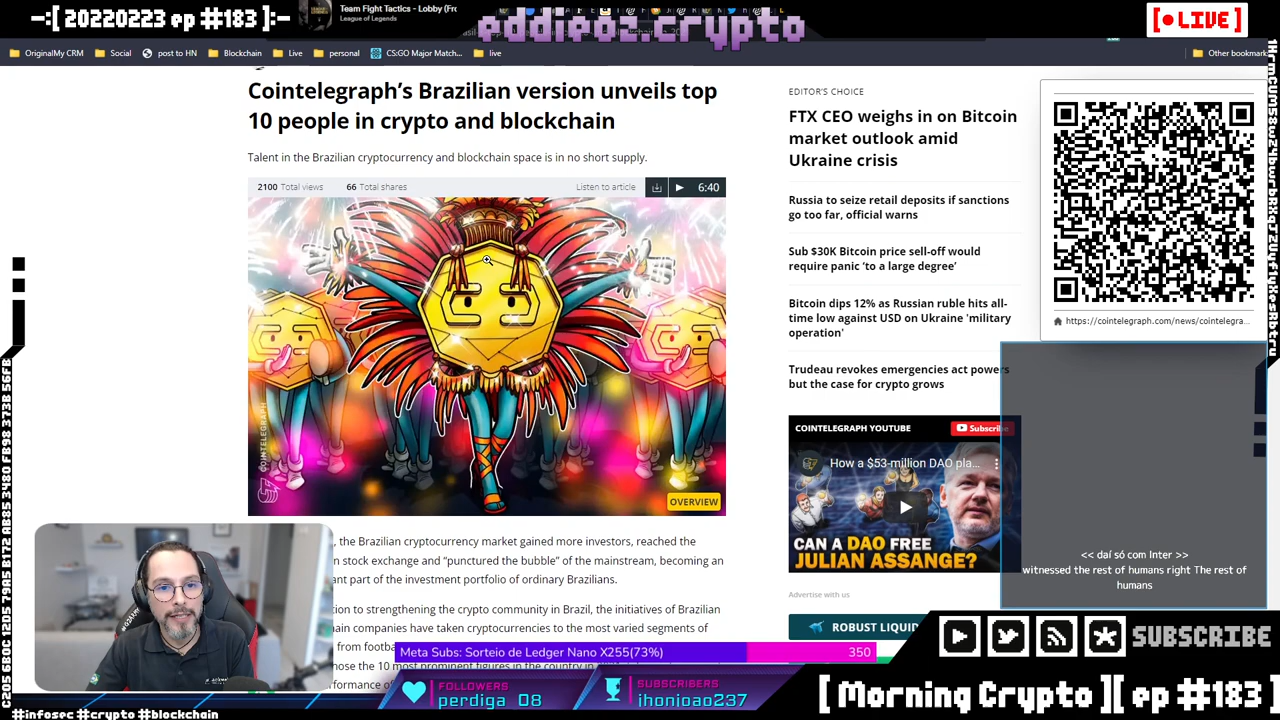 -:[ 20220223 ep #183 ]:-
Team Fight Tactics - Lobby (Fr
League of Legends
eddieoz.crypto
[ • LIVE ]
OriginalMy CRM
Social
post to HN
Blockchain
Live
personal
CS:GO Major Match...
live
Other bookmark
Cointelegraph's Brazilian version unveils top
10 people in crypto and blockchain
Talent in the Brazilian cryptocurrency and blockchain space is in no short supply.
2100 Total views
66 Total shares
Listen to article
6:40
COINTELEGRAPH
OVERVIEW
, the Brazilian cryptocurrency market gained more investors, reached the
n stock exchange and “punctured the bubble” of the mainstream, becoming an
ant part of the investment portfolio of ordinary Brazilians.
tion to strengthening the crypto community in Brazil, the initiatives of Brazilian
hain companies have taken cryptocurrencies to the most varied segments of
from footba
hose the 10 most prominent figures in the country in
formance of
EDITOR'S CHOICE
FTX CEO weighs in on Bitcoin
market outlook amid
Ukraine crisis
Russia to seize retail deposits if sanctions
go too far, official warns
Sub $30K Bitcoin price sell-off would
require panic ‘to a large degree’
Bitcoin dips 12% as Russian ruble hits all-
time low against USD on Ukraine 'military
operation'
Trudeau revokes emergencies act powers
but the case for crypto grows
COINTELEGRAPH YOUTUBE
Subscribe
How a $53-million DAO pla...
CAN A DAO FREE
JULIAN ASSANGE?
Advertise with us
ROBUST LIQUID
https://cointelegraph.com/news/cointelegra...
<< daí só com Inter >>
witnessed the rest of humans right The rest of
humans
Meta Subs: Sorteio de Ledger Nano X255(73%)
350
FOLLOWERS
perdiga_08
SUBSCRIBERS
ihonjoao237
SUBSCRIBE
[ Morning Crypto ][ ep #183 ]
#infosec #crypto #blockchain